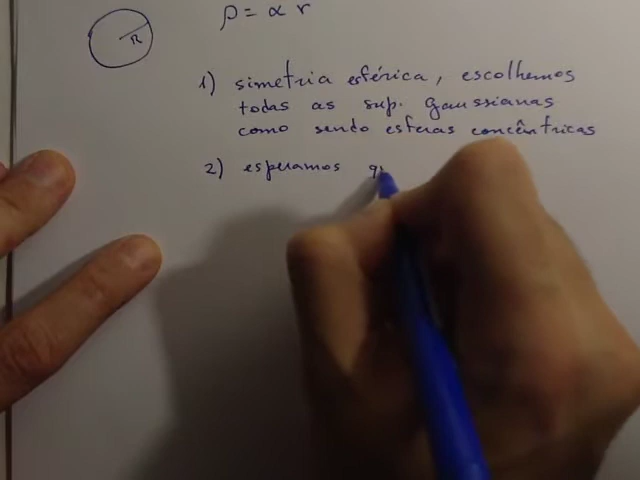 R
ρ = α r
1) simetria esférica, escolhemos
todas as sup. gaussianas
como sendo esferas concêntricas
2) esperamos